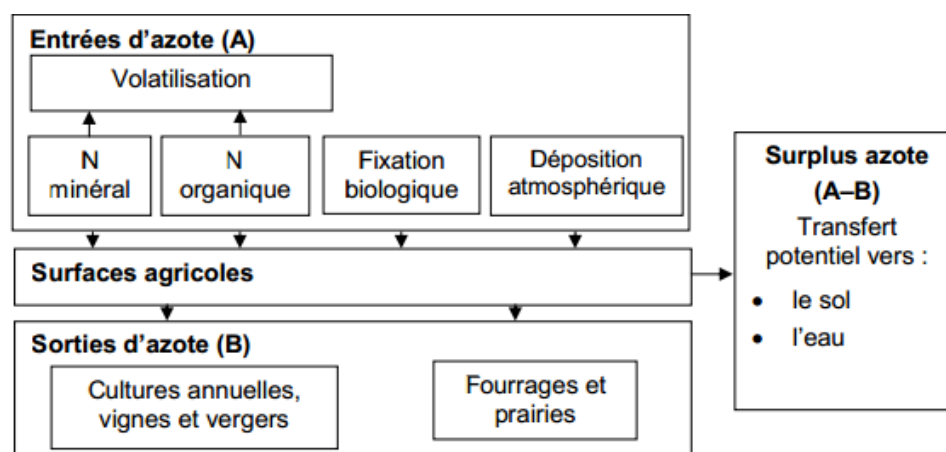 Entrées d'azote (A)
Volatilisation
N
minéral
N
organique
Fixation
biologique
Déposition
atmosphérique
Surfaces agricoles
Sorties d'azote (B)
Cultures annuelles,
vignes et vergers
Fourrages et
prairies
Surplus azote
(A–B)
Transfert
potentiel vers :
• le sol
• l'eau